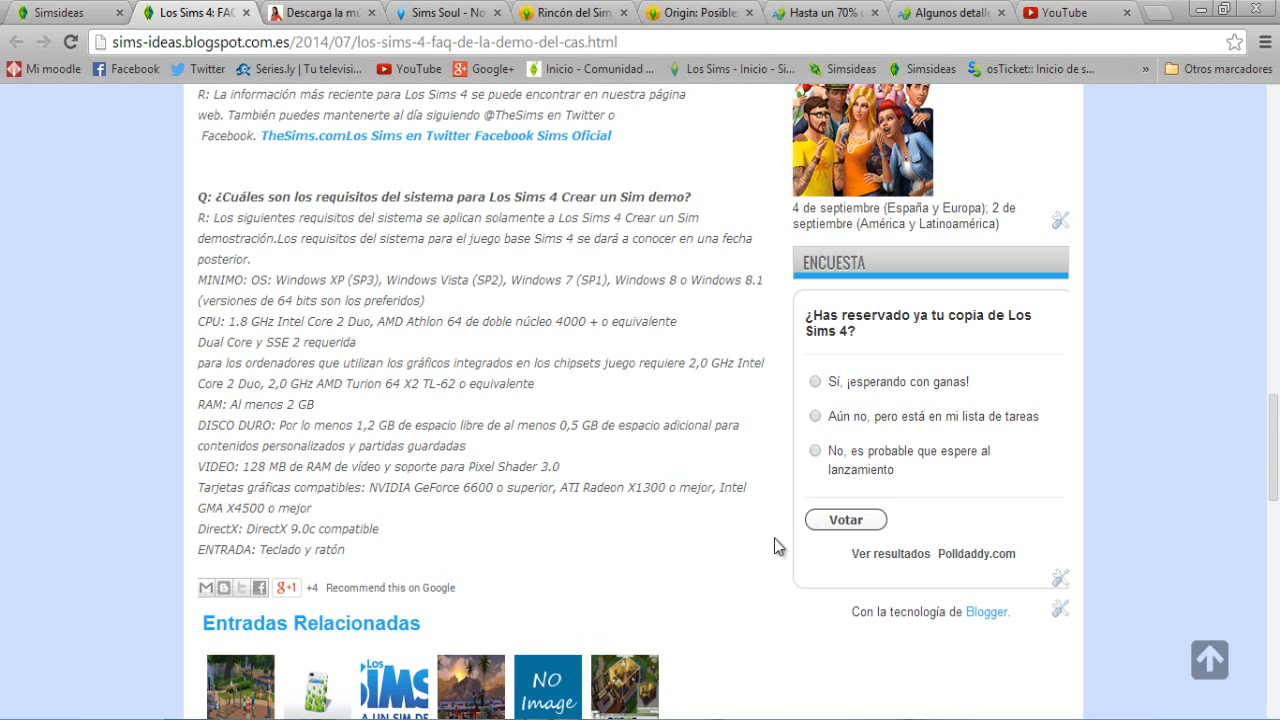 Simsideas
Los Sims 4: FAQ
Descarga la mú
Sims Soul - No
Rincón del Sim
Origin: Posible
Hasta un 70%
Algunos detalle
YouTube
sims-ideas.blogspot.com.es/2014/07/los-sims-4-faq-de-la-demo-del-cas.html
Mi moodle
Facebook
Twitter
Series.ly | Tu televisi...
YouTube
Google+
Inicio - Comunidad ...
Los Sims - Inicio - Si...
Simsideas
Simsideas
osTicket:: Inicio de s...
»
Otros marcadores
R: La información más reciente para Los Sims 4 se puede encontrar en nuestra página
web. También puedes mantenerte al día siguiendo @TheSims en Twitter o
Facebook. TheSims.comLos Sims en Twitter Facebook Sims Oficial
Q: ¿Cuáles son los requisitos del sistema para Los Sims 4 Crear un Sim demo?
R: Los siguientes requisitos del sistema se aplican solamente a Los Sims 4 Crear un Sim
demostración.Los requisitos del sistema para el juego base Sims 4 se dará a conocer en una fecha
posterior.
MINIMO: OS: Windows XP (SP3), Windows Vista (SP2), Windows 7 (SP1), Windows 8 o Windows 8.1
(versiones de 64 bits son los preferidos)
CPU: 1.8 GHz Intel Core 2 Duo, AMD Athlon 64 de doble núcleo 4000 + o equivalente
Dual Core y SSE 2 requerida
para los ordenadores que utilizan los gráficos integrados en los chipsets juego requiere 2,0 GHz Intel
Core 2 Duo, 2,0 GHz AMD Turion 64 X2 TL-62 o equivalente
RAM: Al menos 2 GB
DISCO DURO: Por lo menos 1,2 GB de espacio libre de al menos 0,5 GB de espacio adicional para
contenidos personalizados y partidas guardadas
VIDEO: 128 MB de RAM de vídeo y soporte para Pixel Shader 3.0
Tarjetas gráficas compatibles: NVIDIA GeForce 6600 o superior, ATI Radeon X1300 o mejor, Intel
GMA X4500 o mejor
DirectX: DirectX 9.0c compatible
ENTRADA: Teclado y ratón
g+1 +4 Recommend this on Google
Entradas Relacionadas
Los
SIMS
A UN SIM DE
NO
Image
4 de septiembre (España y Europa); 2 de
septiembre (América y Latinoamérica)
ENCUESTA
¿Has reservado ya tu copia de Los
Sims 4?
Sí, ¡esperando con ganas!
Aún no, pero está en mi lista de tareas
No, es probable que espere al
lanzamiento
Votar
Ver resultados Polldaddy.com
Con la tecnología de Blogger.